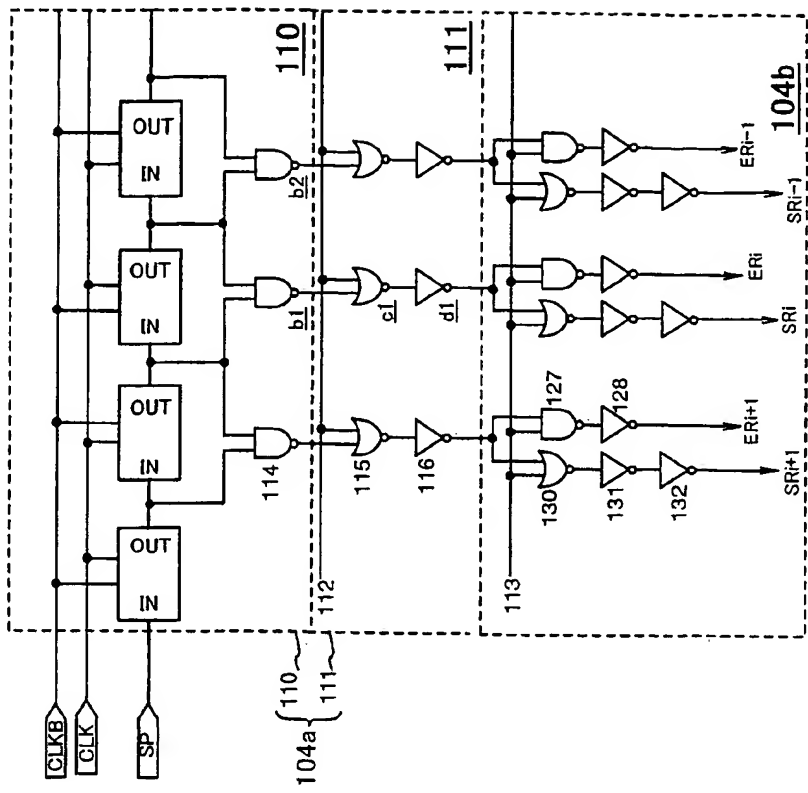 CLKB
CLK
SP
IN OUT
IN OUT
IN OUT
IN OUT
114
b1
b2
110
104a
110
111
112
115
116
c1
d1
111
113
130
127
131
128
132
SRi+1
ERi+1
SRi
ERi
SRi-1
ERi-1
104b